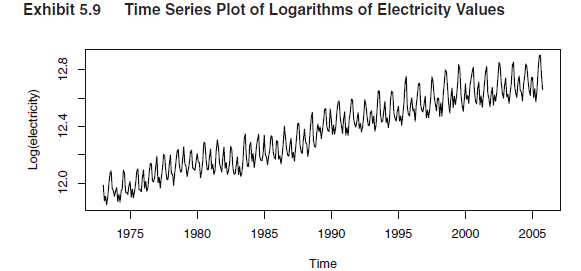 Exhibit 5.9 Time Series Plot of Logarithms of Electricity Values
Log(electricity)
12.8
12.4
12.0
1975 1980 1985 1990 1995 2000 2005
Time